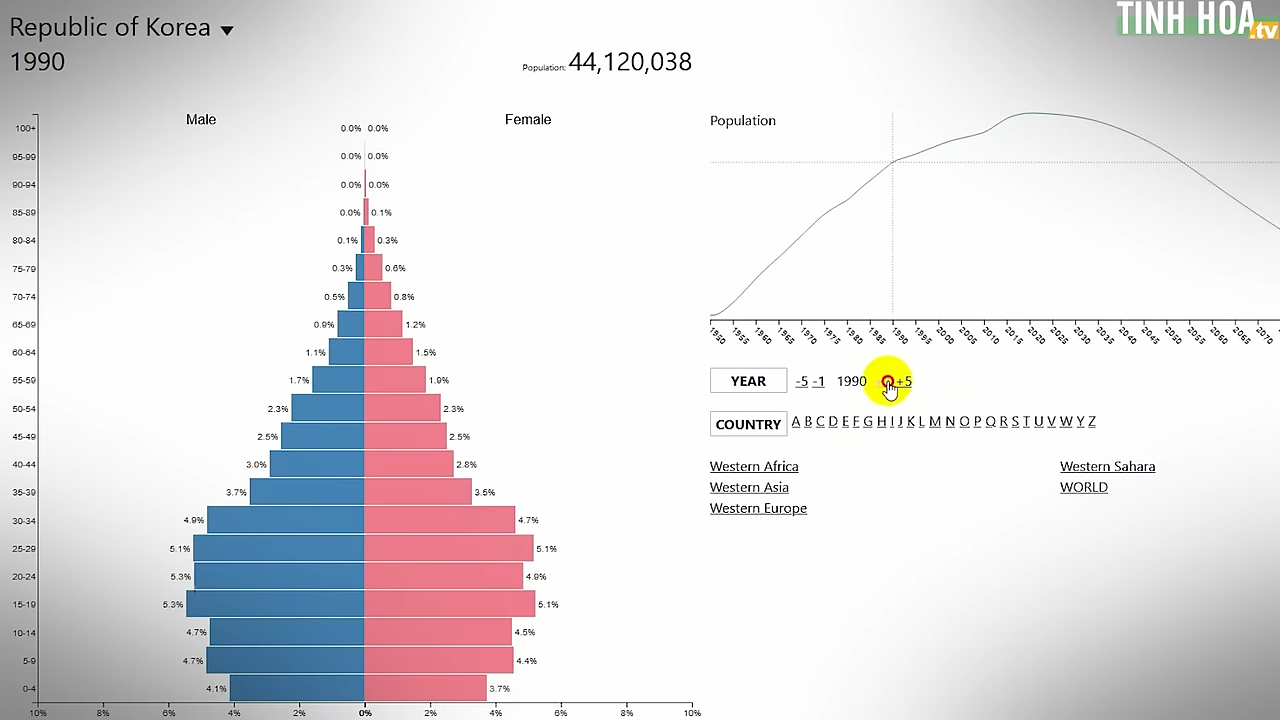 Republic of Korea
1990
Population: 44,120,038
TINH HOA
.tv
Male
Female
100+ 0.0% 0.0%
95-99 0.0% 0.0%
90-94 0.0% 0.0%
85-89 0.0% 0.1%
80-84 0.1% 0.3%
75-79 0.3% 0.6%
70-74 0.5% 0.8%
65-69 0.9% 1.2%
60-64 1.1% 1.5%
55-59 1.7% 1.9%
50-54 2.3% 2.3%
45-49 2.5% 2.5%
40-44 3.0% 2.8%
35-39 3.7% 3.5%
30-34 4.9% 4.7%
25-29 5.1% 5.1%
20-24 5.3% 4.9%
15-19 5.3% 5.1%
10-14 4.7% 4.5%
5-9 4.7% 4.4%
0-4 4.1% 3.7%
10% 8% 6% 4% 2% 0% 2% 4% 6% 8% 10%
Population
1950 1955 1960 1965 1970 1975 1980 1985 1990 1995 2000 2005 2010 2015 2020 2025 2030 2035 2040 2045 2050 2055 2060 2065 2070
YEAR -5 -1 1990 +5
COUNTRY A B C D E F G H I J K L M N O P Q R S T U V W Y Z
Western Africa
Western Asia
Western Europe
Western Sahara
WORLD